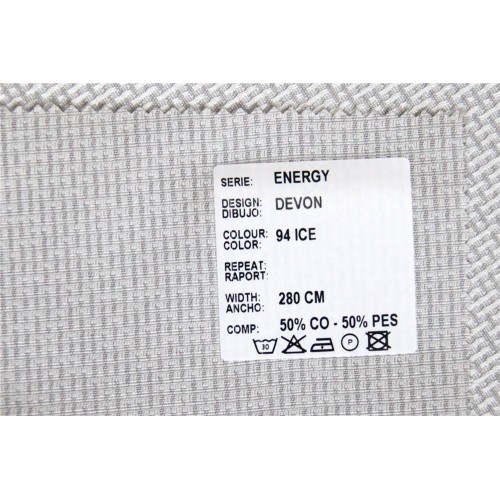 SERIE: ENERGY
DESIGN: DEVON
DIBUJO:
COLOUR: 94 ICE
COLOR:
REPEAT:
RAPORT:
WIDTH: 280 CM
ANCHO:
COMP: 50% CO - 50% PES
30 P